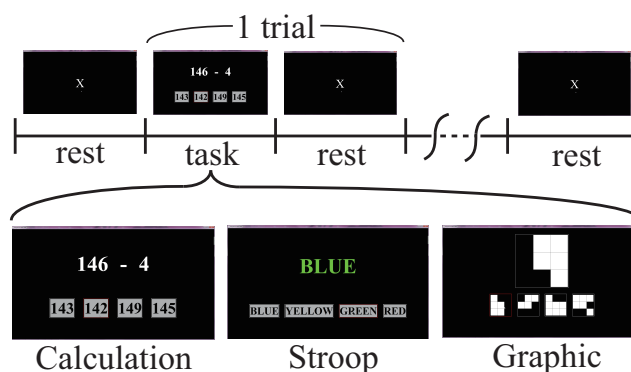 1 trial
X
146 - 4
143 142 149 145
X
X
rest task rest rest
146 - 4
143 142 149 145
BLUE
BLUE YELLOW GREEN RED
Calculation Stroop Graphic